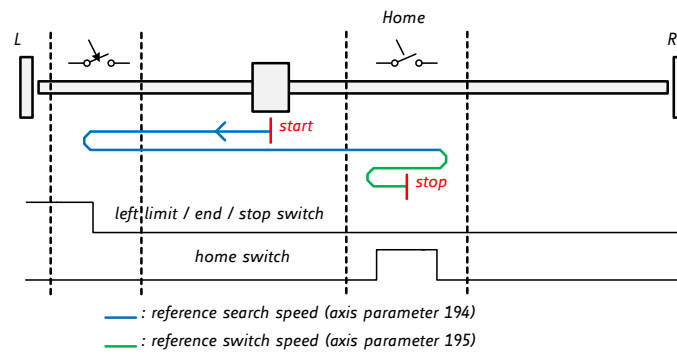 Home
L
R
start
stop
left limit / end / stop switch
home switch
: reference search speed (axis parameter 194)
: reference switch speed (axis parameter 195)